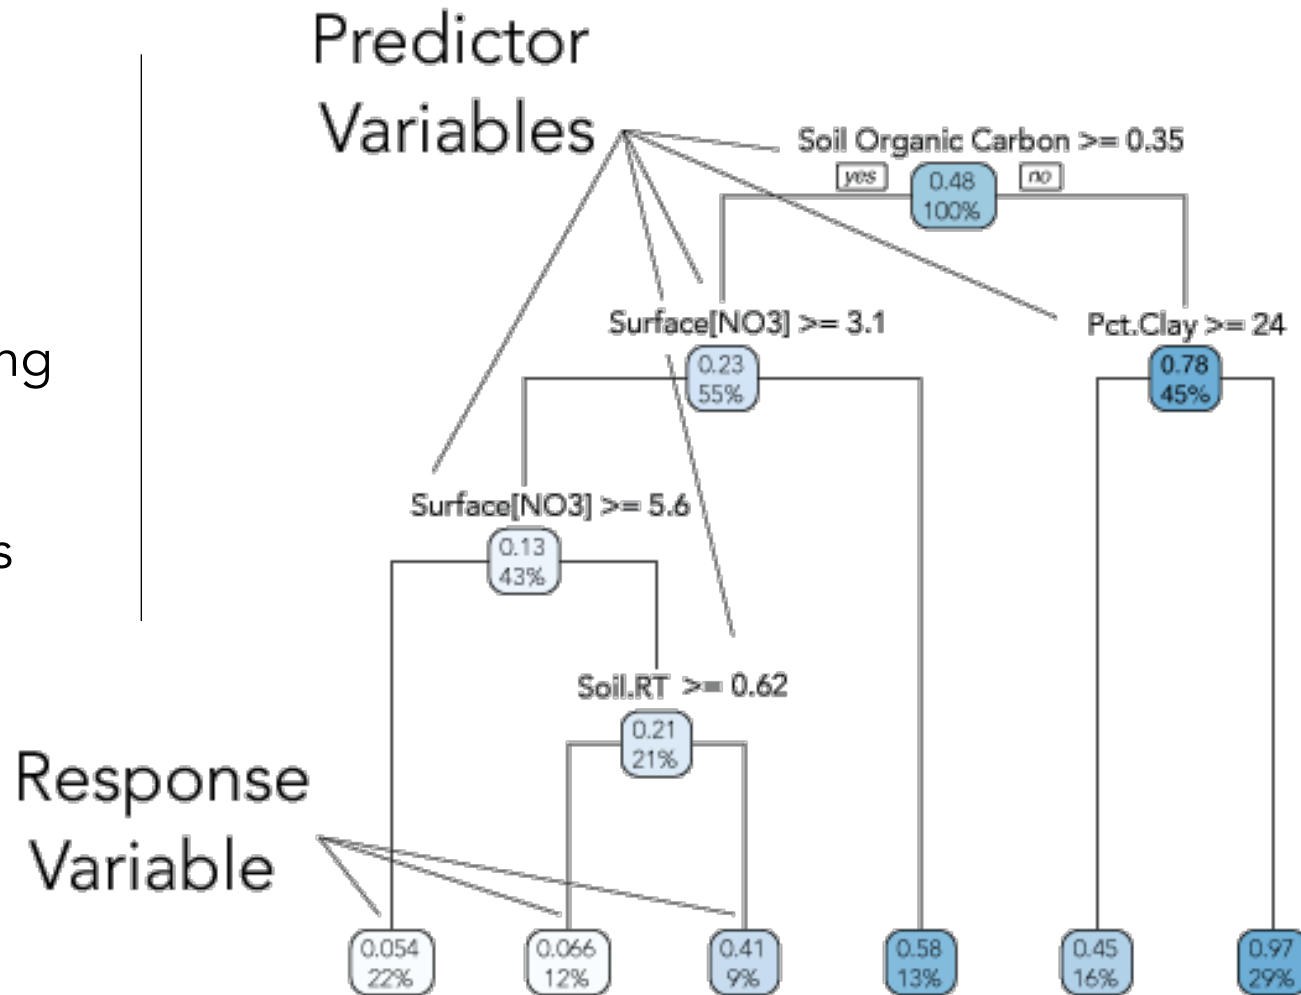 Predictor
Variables
Soil Organic Carbon >= 0.35
yes
no
0.48
100%
Surface[NO3] >= 3.1
Pct.Clay >= 24
ng
0.23
55%
0.78
45%
Surface[NO3] >= 5.6
s
0.13
43%
Soil.RT >= 0.62
0.21
21%
Response
Variable
0.054
22%
0.066
12%
0.41
9%
0.58
13%
0.45
16%
0.97
29%